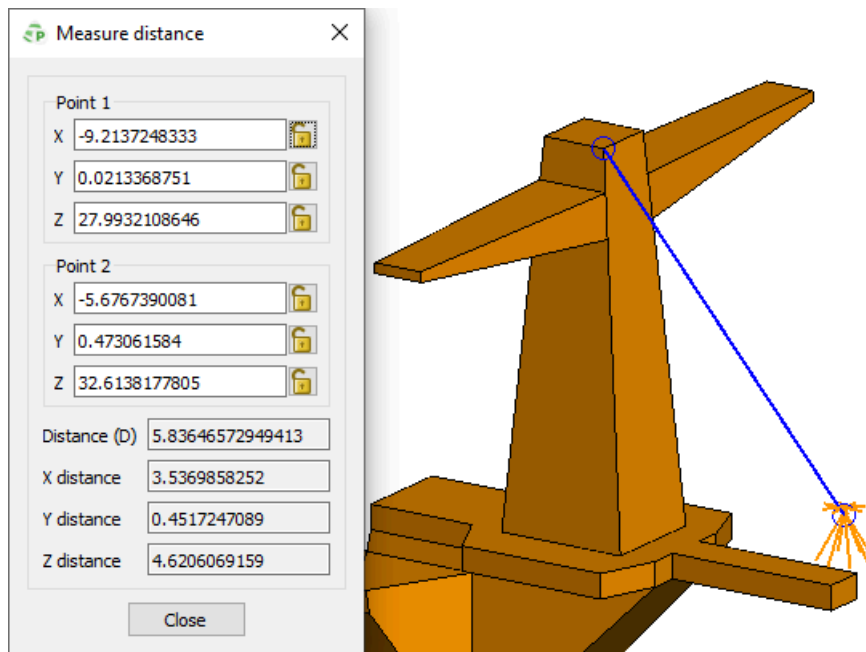 Measure distance
Point 1
X -9.2137248333
Y 0.0213368751
Z 27.9932108646
Point 2
X -5.6767390081
Y 0.473061584
Z 32.6138177805
Distance (D) 5.83646572949413
X distance 3.5369858252
Y distance 0.4517247089
Z distance 4.6206069159
Close